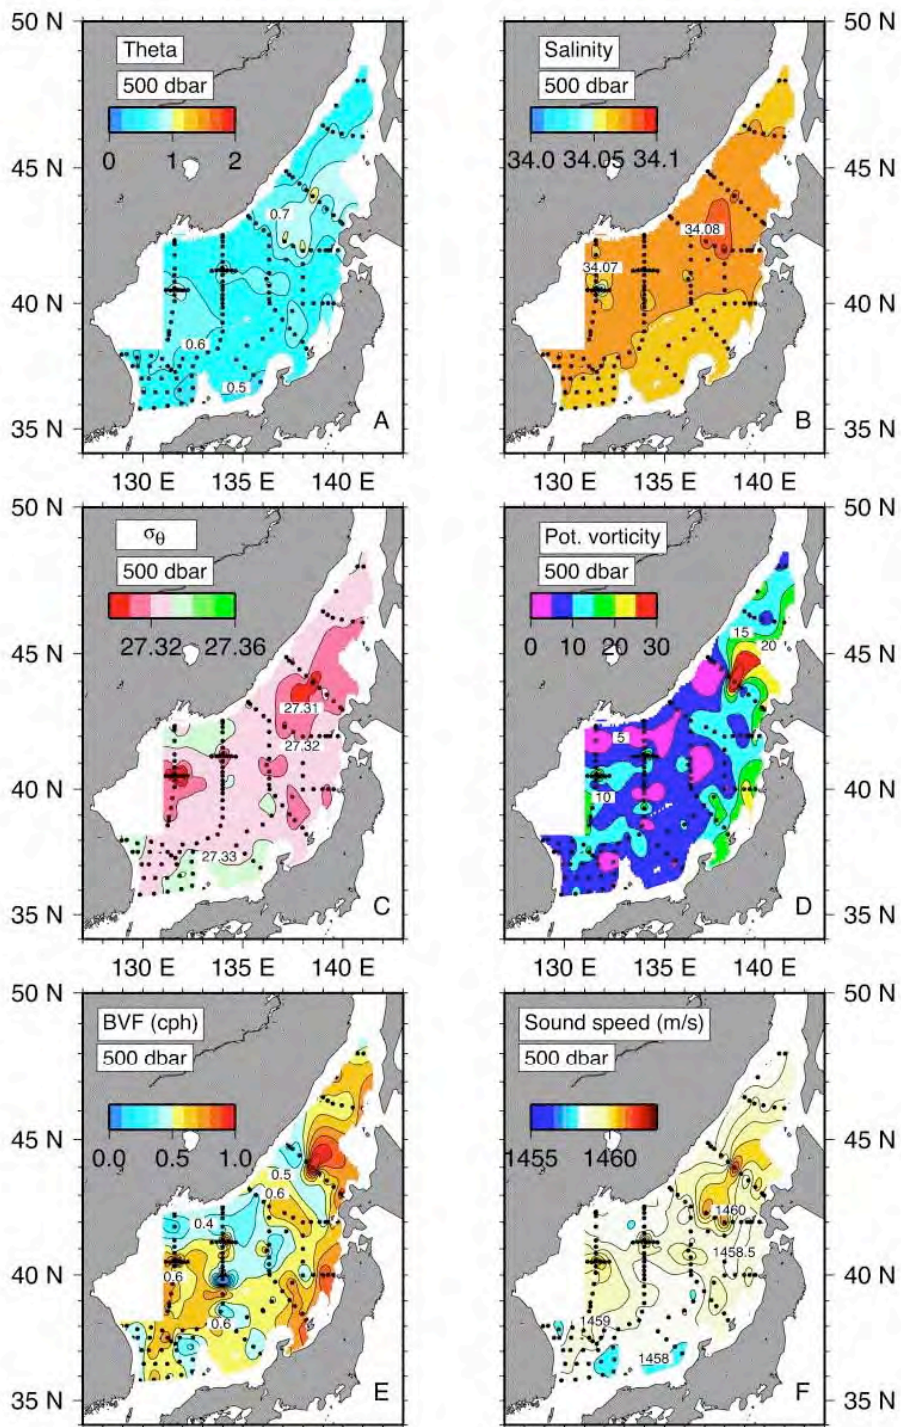 50 N
50 N
Theta
Salinity
500 dbar
500 dbar
0 1 2
34.0 34.05 34.1
45 N
45 N
0.7
34.08
34.07
40 N
40 N
0.6
0.5
A
B
35 N
35 N
130 E 135 E 140 E
130 E 135 E 140 E
50 N
50 N
σθ
Pot. vorticity
500 dbar
500 dbar
27.32 27.36
0 10 20 30
15
20
45 N
45 N
27.31
27.32
5
40 N
40 N
10
27.33
C
D
35 N
35 N
130 E 135 E 140 E
130 E 135 E 140 E
50 N
50 N
BVF (cph)
Sound speed (m/s)
500 dbar
500 dbar
0.0 0.5 1.0
1455 1460
45 N
45 N
0.5
0.6
0.4
1460
1458.5
40 N
40 N
0.6
0.6
1459
1458
E
F
35 N
35 N